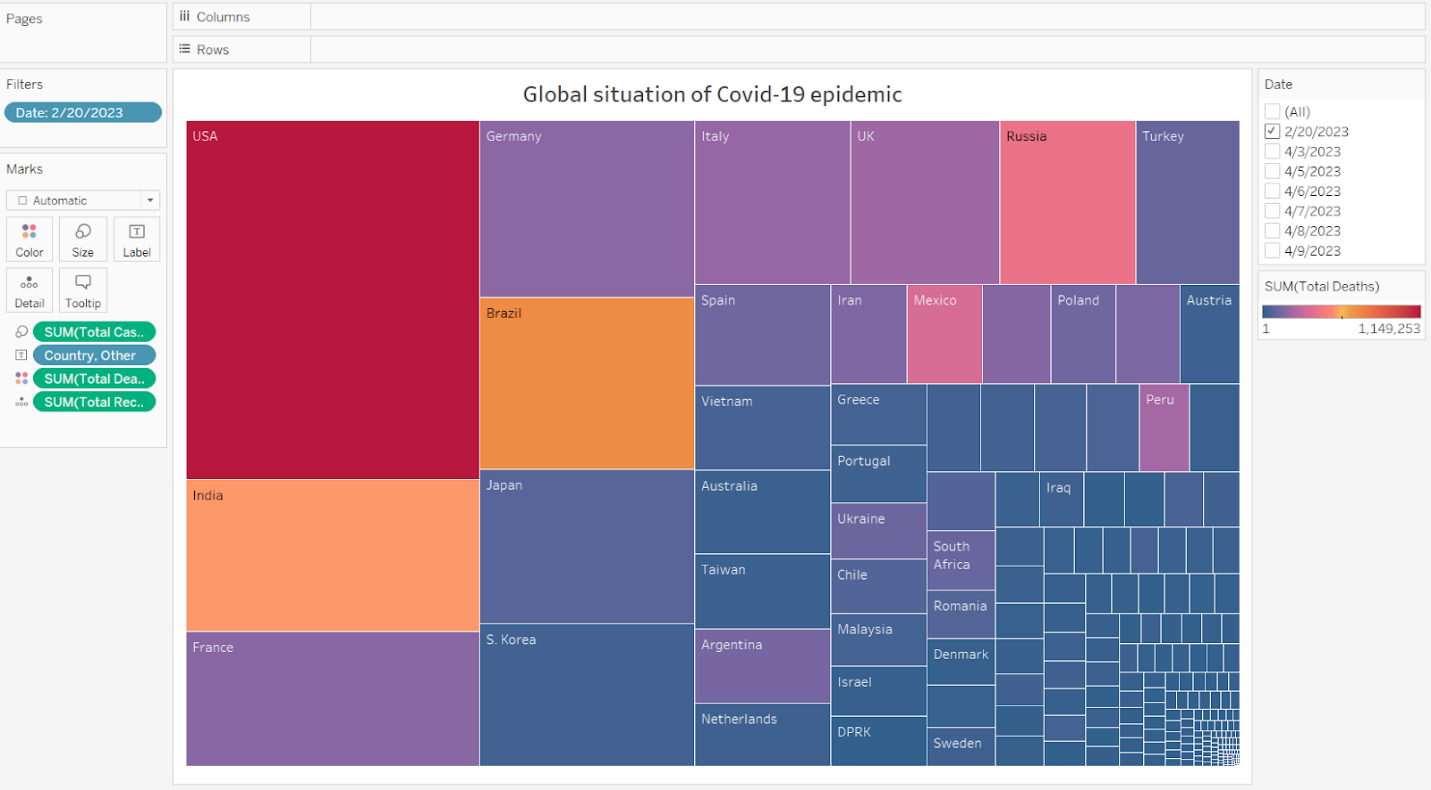 Pages
Columns
Rows
Filters
Date: 2/20/2023
Marks
Automatic
Color
Size
Label
Detail
Tooltip
SUM(Total Cas..
Country, Other
SUM(Total Dea..
SUM(Total Rec..
Global situation of Covid-19 epidemic
USA
India
France
Germany
Brazil
Japan
S. Korea
Italy
UK
Russia
Turkey
Spain
Iran
Mexico
Poland
Austria
Vietnam
Australia
Taiwan
Argentina
Netherlands
Greece
Portugal
Ukraine
Chile
Malaysia
Israel
DPRK
Peru
Iraq
South
Africa
Romania
Denmark
Sweden
Date
(All)
2/20/2023
4/3/2023
4/5/2023
4/6/2023
4/7/2023
4/8/2023
4/9/2023
SUM(Total Deaths)
1 1,149,253